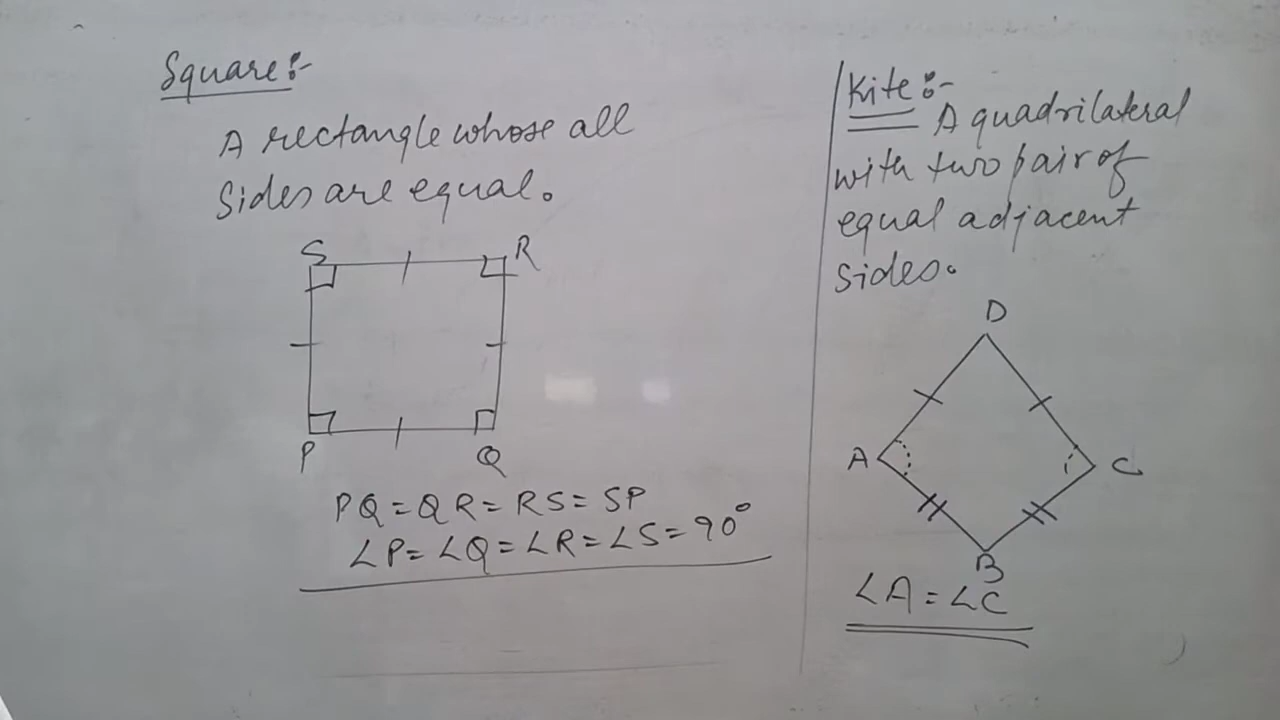 Square:-
A rectangle whose all
sides are equal.
S R
P Q
PQ = QR = RS = SP
∠P = ∠Q = ∠R = ∠S = 90°
Kite:-
A quadrilateral
with two pair of
equal adjacent
sides.
D
A C
B
∠A = ∠C